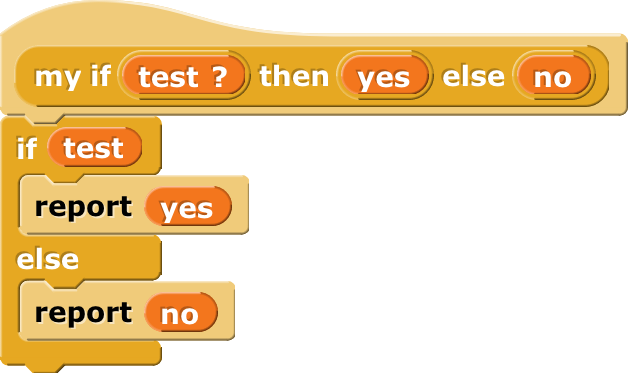 my if test ? then yes else no
if test
report yes
else
report no